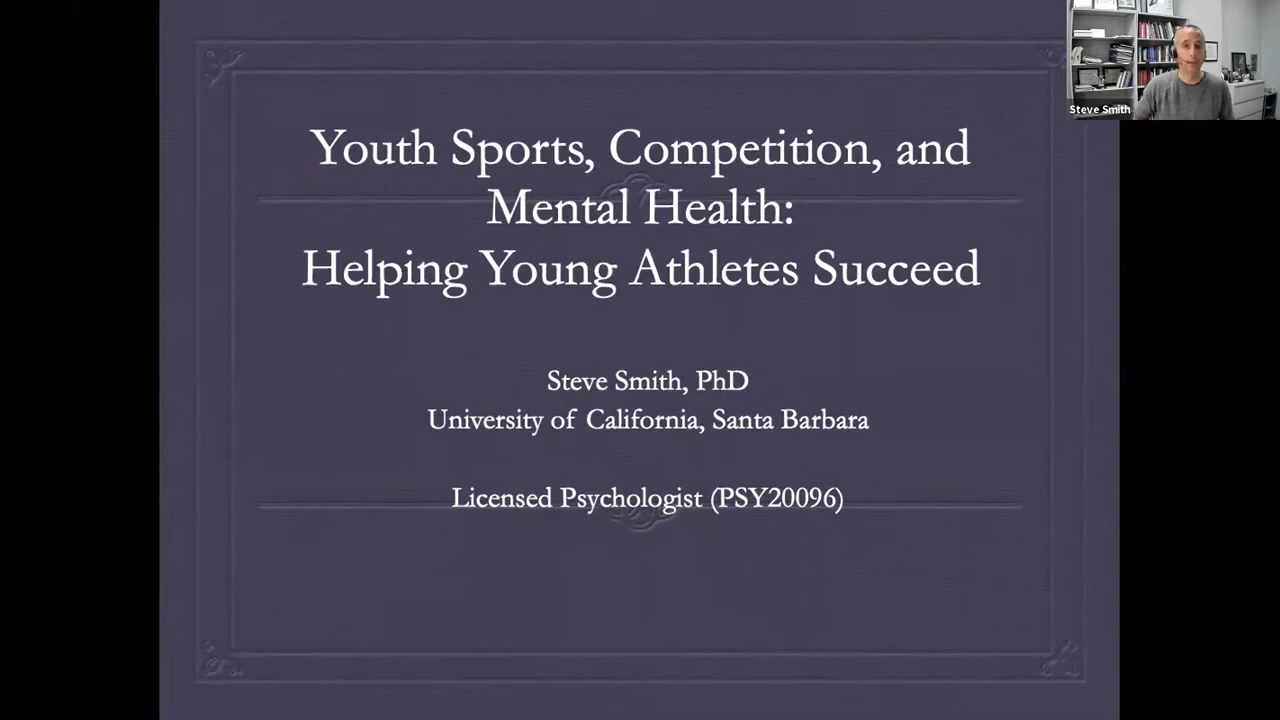 Youth Sports, Competition, and
Mental Health:
Helping Young Athletes Succeed
Steve Smith, PhD
University of California, Santa Barbara
Licensed Psychologist (PSY20096)
Steve Smith